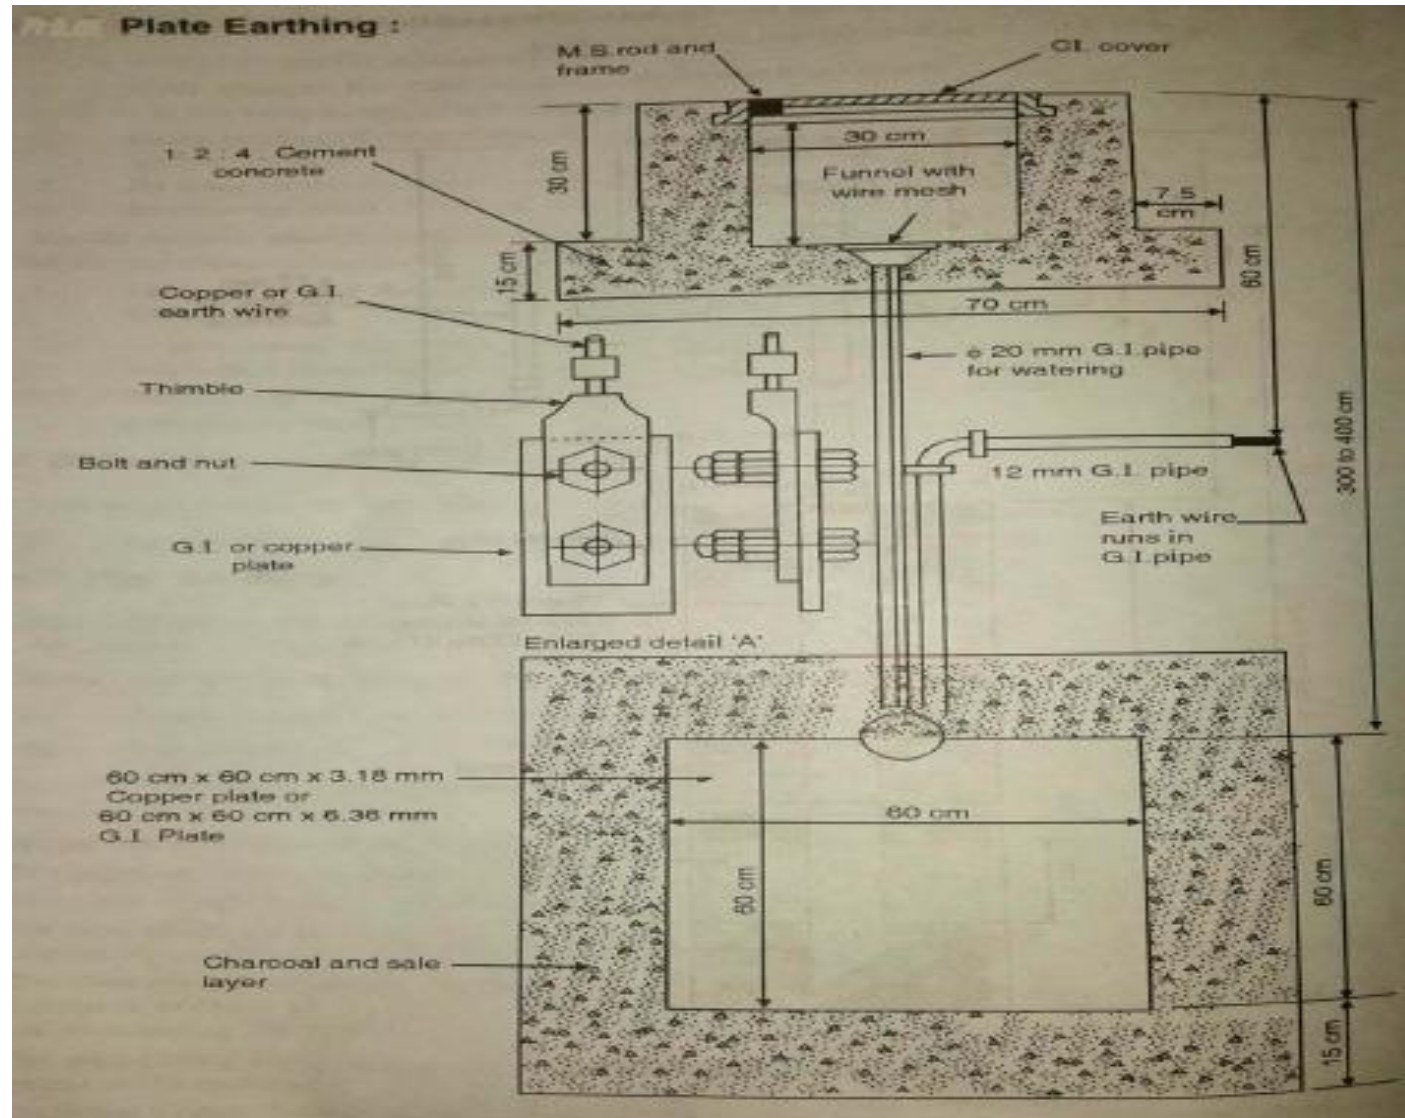 Plate Earthing :
M.S.rod and
frame
CI. cover
30 cm
30 cm
1 2 : 4 Cement
concrete
Funnel with
wire mesh
7.5
cm
15 cm
60 cm
Copper or G.I.
earth wire
70 cm
ϕ 20 mm G.I.pipe
for watering
Thimble
300 to 400 cm
Bolt and nut
12 mm G.I. pipe
Earth wire
runs in
G.I.pipe
G.I. or copper
plate
Enlarged detail 'A'
60 cm x 60 cm x 3.18 mm
Copper plate or
60 cm x 60 cm x 6.36 mm
G.I. Plate
60 cm
60 cm
60 cm
Charcoal and sale
layer
15 cm